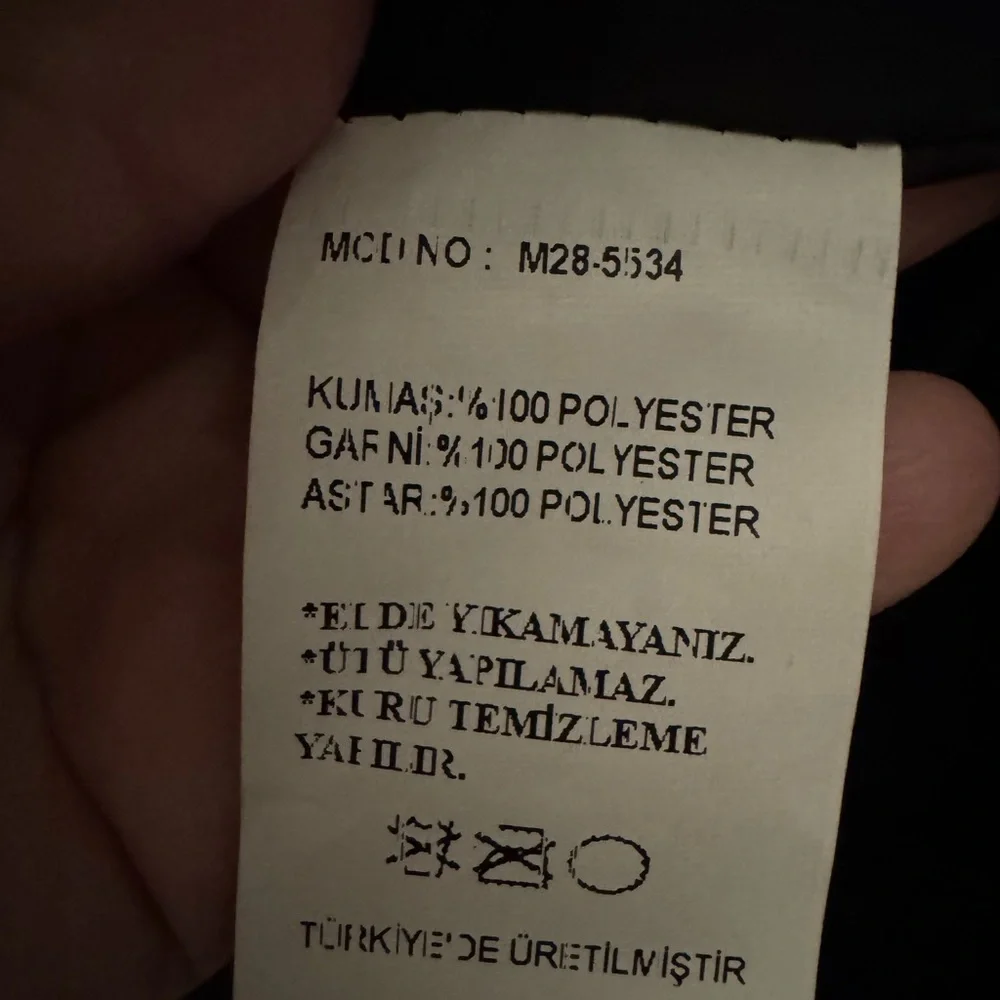 MOD NO : M28-5534
KUMAŞ:%100 POLYESTER
GARNİ:%100 POLYESTER
ASTAR.:%100 POLYESTER
*ELDE YIKAMAYANIZ.
*ÜTÜ YAPILAMAZ.
*KURU TEMİZLEME
YAPILIR.
TÜRKİYE'DE ÜRETİLMİŞTİR